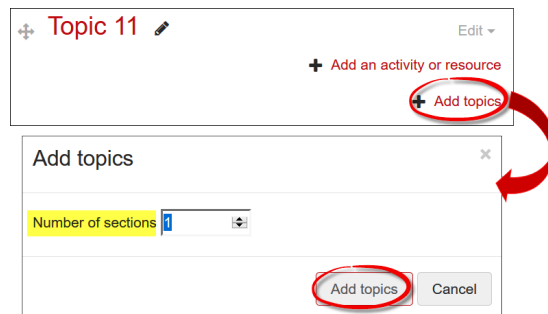 Topic 11
Edit
Add an activity or resource
Add topics
Add topics
Number of sections 1
Add topics Cancel